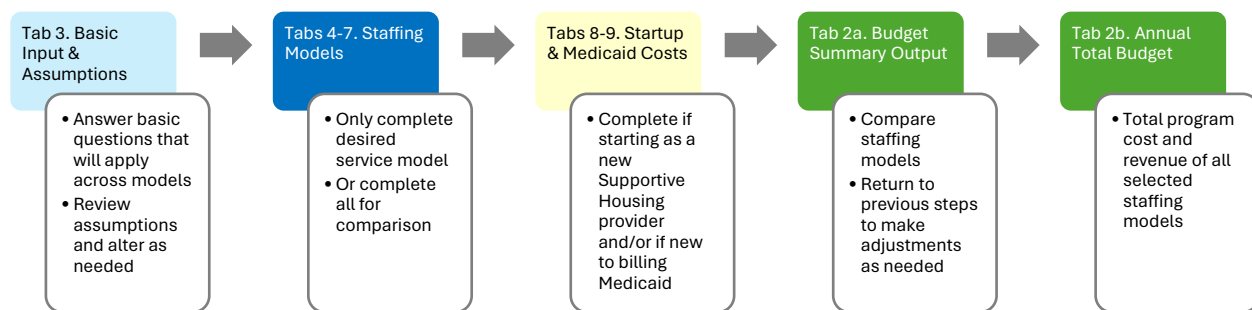 Tab 3. Basic
Input &
Assumptions
• Answer basic
questions that
will apply
across models
• Review
assumptions
and alter as
needed
Tabs 4-7. Staffing
Models
• Only complete
desired
service model
• Or complete
all for
comparison
Tabs 8-9. Startup
& Medicaid Costs
• Complete if
starting as a
new
Supportive
Housing
provider
and/or if new
to billing
Medicaid
Tab 2a. Budget
Summary Output
• Compare
staffing
models
• Return to
previous steps
to make
adjustments
as needed
Tab 2b. Annual
Total Budget
• Total program
cost and
revenue of all
selected
staffing
models